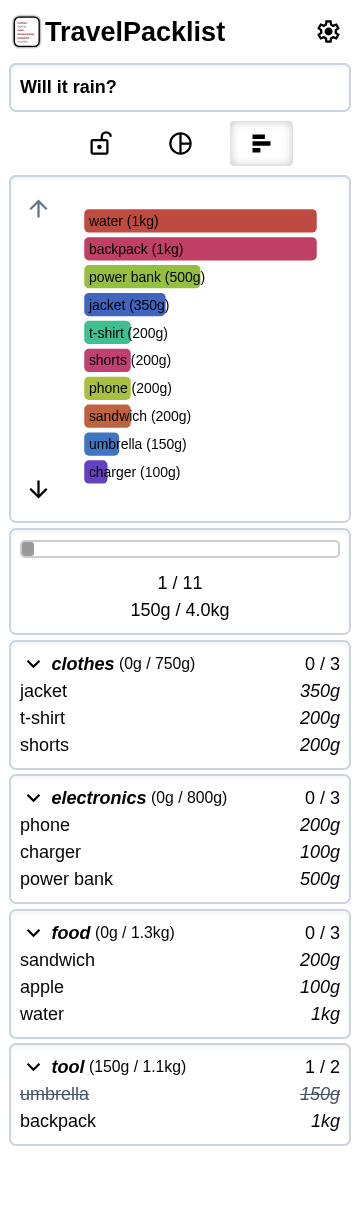 TravelPacklist
Will it rain?
water (1kg)
backpack (1kg)
power bank (500g)
jacket (350g)
t-shirt (200g)
shorts (200g)
phone (200g)
sandwich (200g)
umbrella (150g)
charger (100g)
1 / 11
150g / 4.0kg
clothes (0g / 750g) 0 / 3
jacket 350g
t-shirt 200g
shorts 200g
electronics (0g / 800g) 0 / 3
phone 200g
charger 100g
power bank 500g
food (0g / 1.3kg) 0 / 3
sandwich 200g
apple 100g
water 1kg
tool (150g / 1.1kg) 1 / 2
umbrella 150g
backpack 1kg